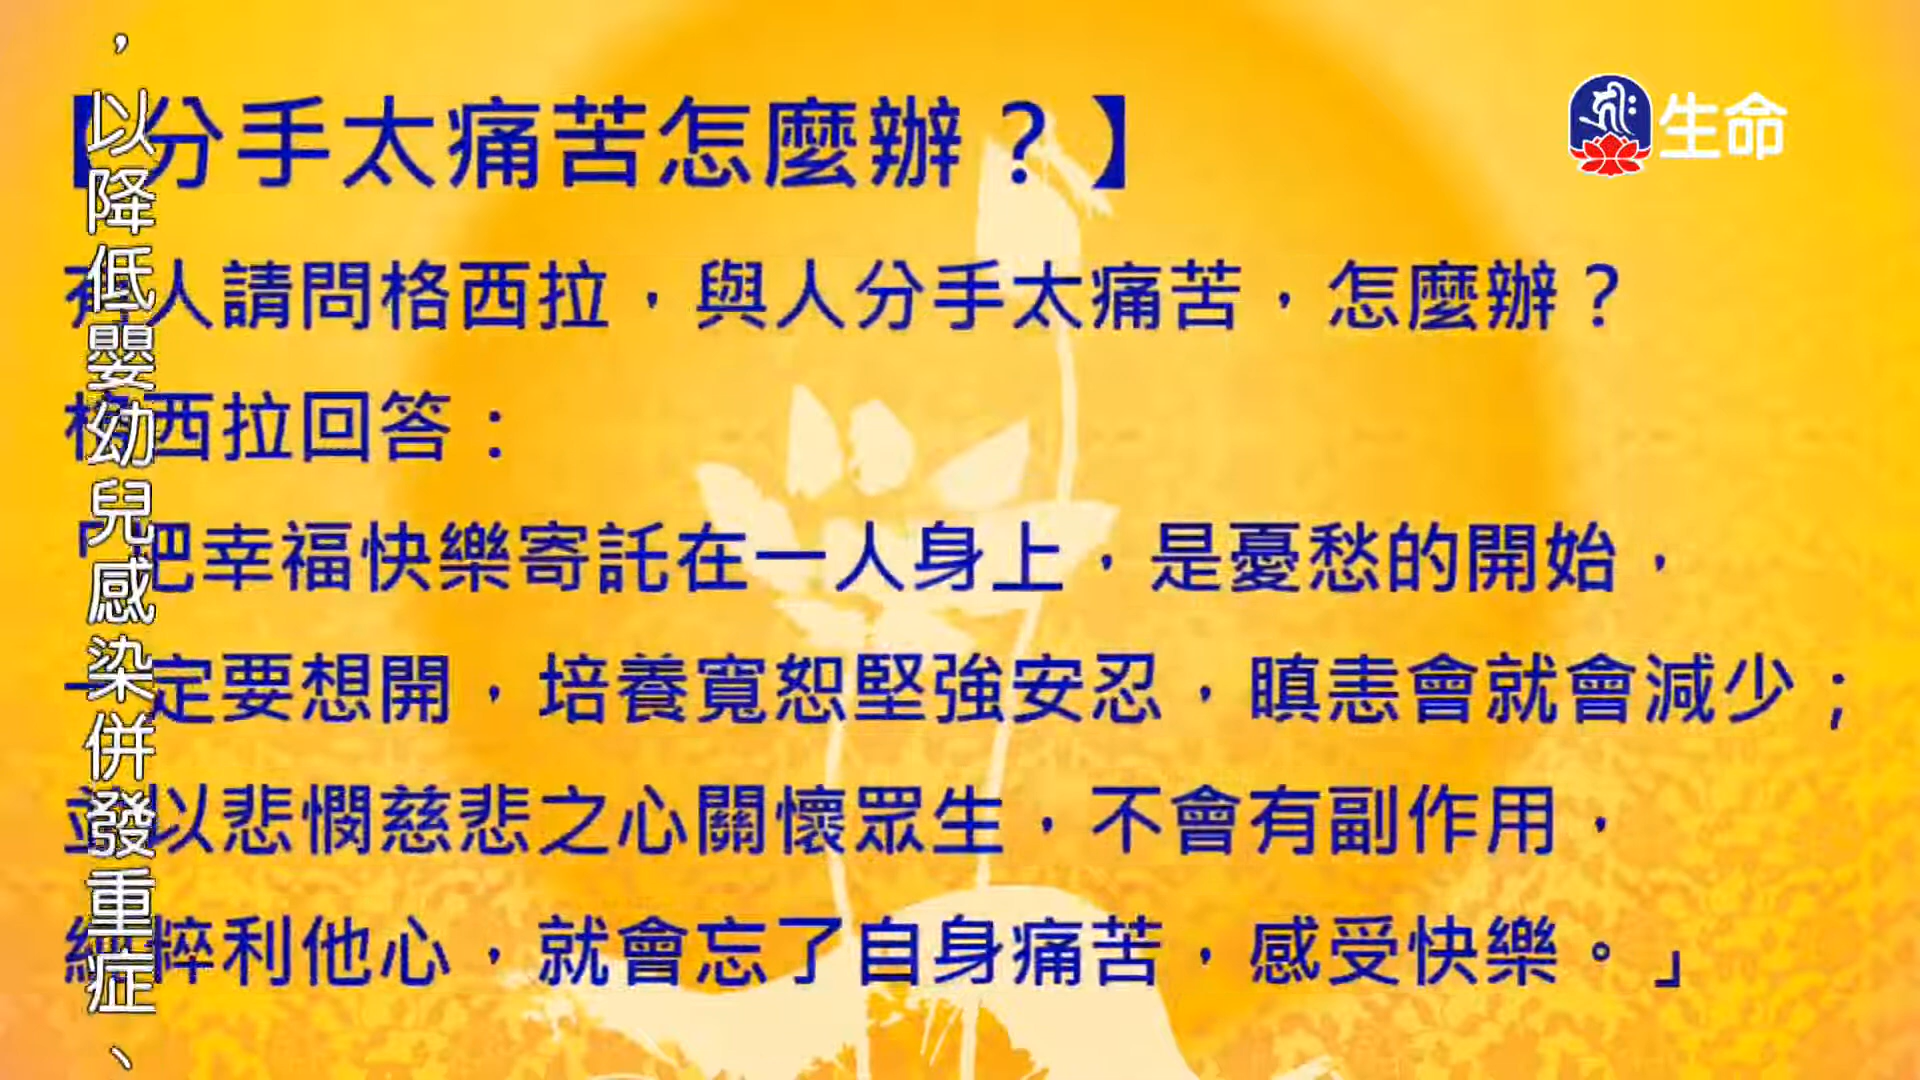 【分手太痛苦怎麼辦？】
生命
有人請問格西拉，與人分手太痛苦，怎麼辦？
格西拉回答：
「把幸福快樂寄託在一人身上，是憂愁的開始，
一定要想開，培養寬恕堅強安忍，瞋恚會就會減少；
並以悲憫慈悲之心關懷眾生，不會有副作用，
純粹利他心，就會忘了自身痛苦，感受快樂。」
，以降低嬰幼兒感染併發重症、